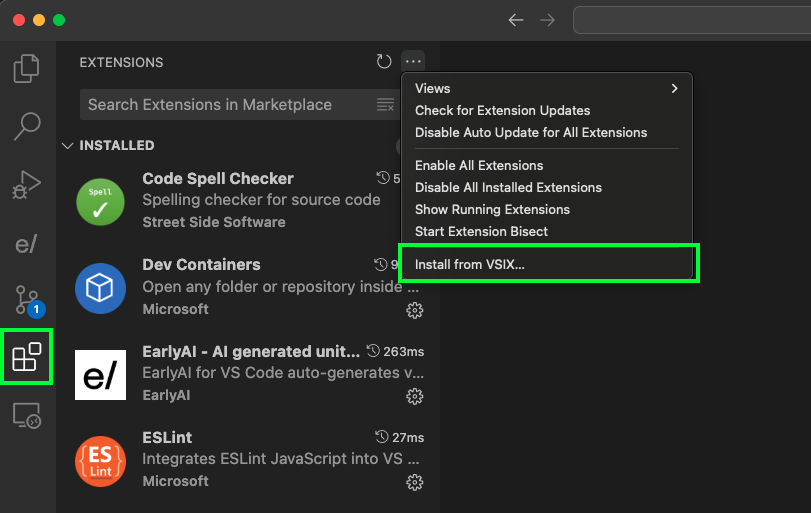 EXTENSIONS
Search Extensions in Marketplace
INSTALLED
Code Spell Checker
Spelling checker for source code
Street Side Software
Dev Containers
Open any folder or repository inside ...
Microsoft
EarlyAI - AI generated unit... 263ms
EarlyAI for VS Code auto-generates v...
EarlyAI
ESLint 27ms
Integrates ESLint JavaScript into VS ...
Microsoft
Views
Check for Extension Updates
Disable Auto Update for All Extensions
Enable All Extensions
Disable All Installed Extensions
Show Running Extensions
Start Extension Bisect
Install from VSIX...
e/
1
Spell
e/
ES
Lint